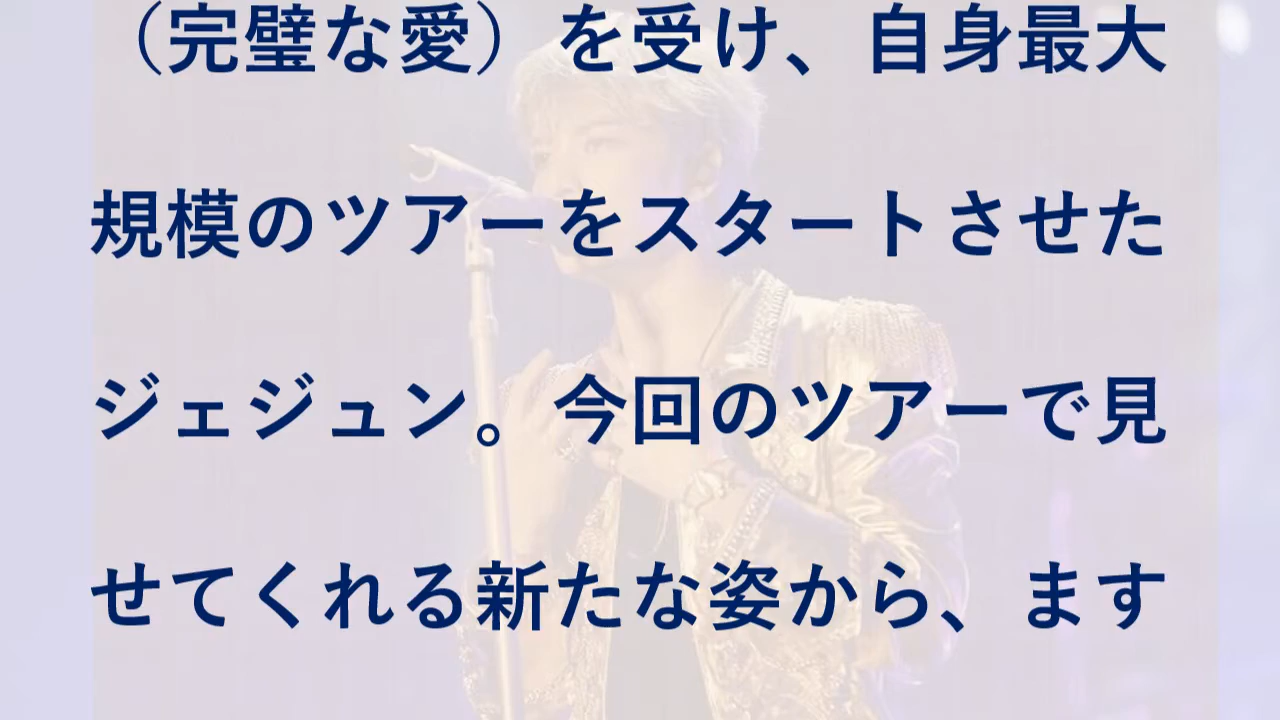 （完璧な愛）を受け、自身最大
規模のツアーをスタートさせた
ジェジュン。今回のツアーで見
せてくれる新たな姿から、ます